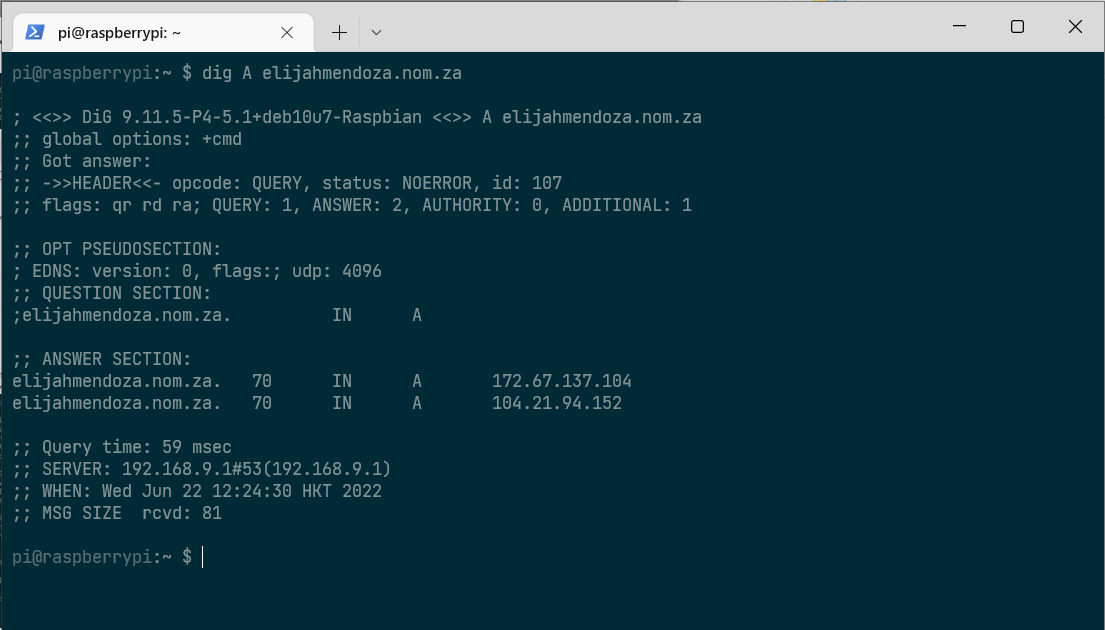 pi@raspberrypi: ~
pi@raspberrypi:~ $ dig A elijahmendoza.nom.za
; <<>> DiG 9.11.5-P4-5.1+deb10u7-Raspbian <<>> A elijahmendoza.nom.za
;; global options: +cmd
;; Got answer:
;; ->>HEADER<<- opcode: QUERY, status: NOERROR, id: 107
;; flags: qr rd ra; QUERY: 1, ANSWER: 2, AUTHORITY: 0, ADDITIONAL: 1
;; OPT PSEUDOSECTION:
; EDNS: version: 0, flags:; udp: 4096
;; QUESTION SECTION:
;elijahmendoza.nom.za. IN A
;; ANSWER SECTION:
elijahmendoza.nom.za. 70 IN A 172.67.137.104
elijahmendoza.nom.za. 70 IN A 104.21.94.152
;; Query time: 59 msec
;; SERVER: 192.168.9.1#53(192.168.9.1)
;; WHEN: Wed Jun 22 12:24:30 HKT 2022
;; MSG SIZE  rcvd: 81
pi@raspberrypi:~ $